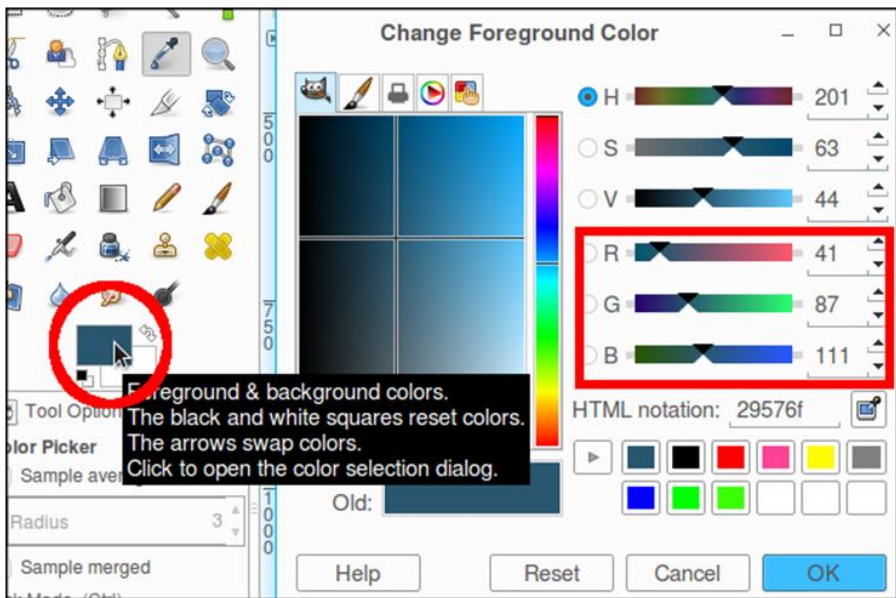 Change Foreground Color
H 201
S 63
V 44
R 41
G 87
B 111
HTML notation: 29576f
500
750
1000
Foreground & background colors.
The black and white squares reset colors.
The arrows swap colors.
Click to open the color selection dialog.
Tool Option
olor Picker
Sample aver
Radius 3
Sample merged
Old:
Help
Reset
Cancel
OK